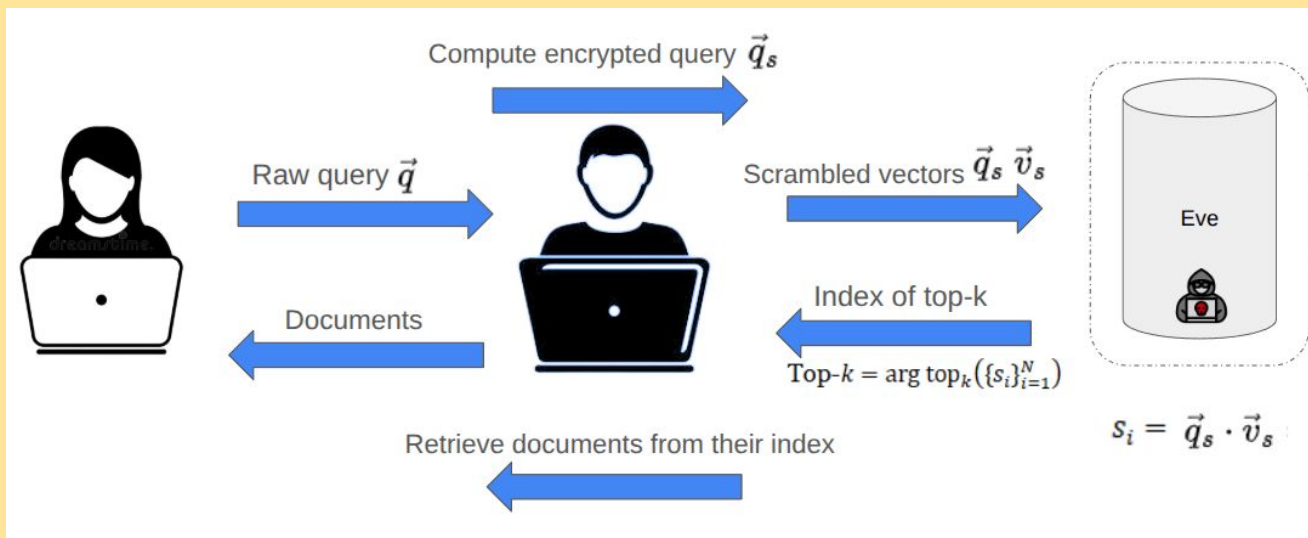 Compute encrypted query q⃗ₛ
Raw query q⃗
Scrambled vectors q⃗ₛ v⃗ₛ
Eve
dreamstime.
Index of top-k
Documents
Top-k = arg topₖ({sᵢ}ᵢ₌₁ᴺ)
sᵢ = q⃗ₛ · v⃗ₛ
Retrieve documents from their index